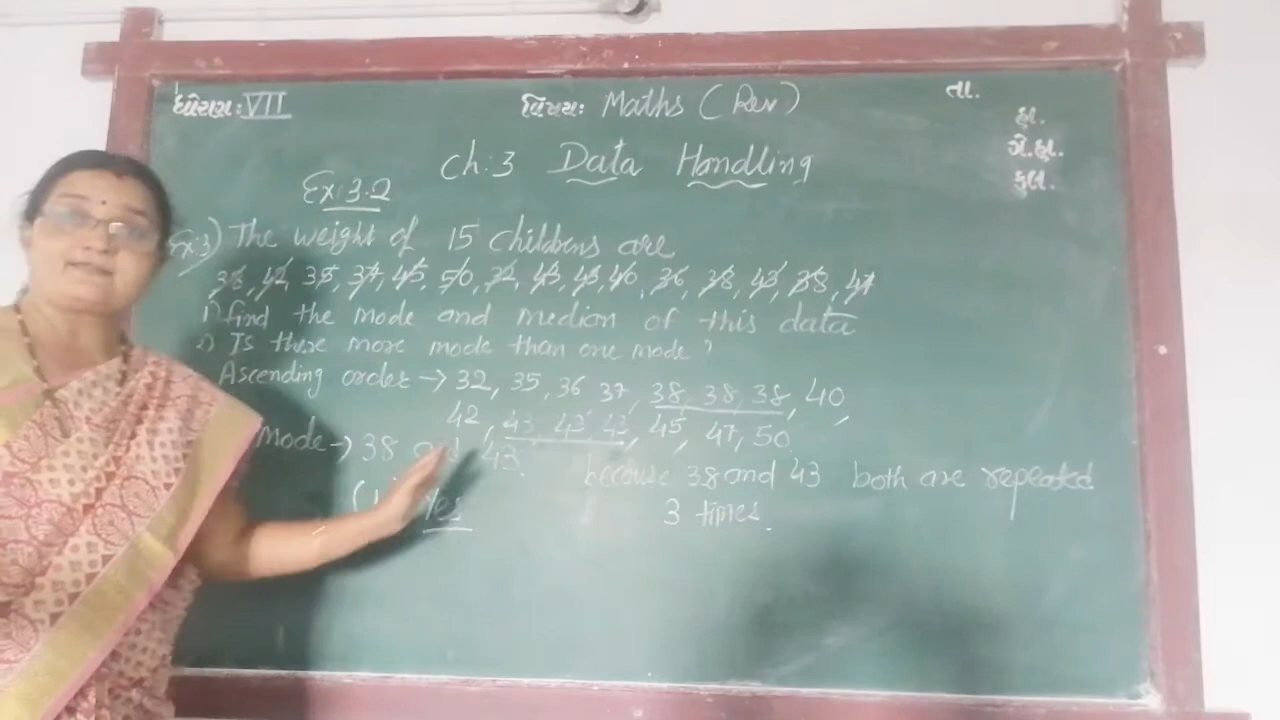 ધોરણ: VII
વિષય: Maths (Rev)
તા.
હા.
ગે.હા.
કુલ.
Ch:3 Data Handling
Ex:3.2
Ex:3) The weight of 15 childrens are
38, 42, 35, 37, 45, 50, 32, 43, 43, 40, 36, 38, 43, 38, 47
1) find the mode and median of this data
2) Is there more mode than one mode?
Ascending order → 32, 35, 36 37, 38, 38, 38, 40,
42, 43, 43, 43, 45, 47, 50.
Mode → 38 and 43.
because 38 and 43 both are repeated
Yes
3 times.